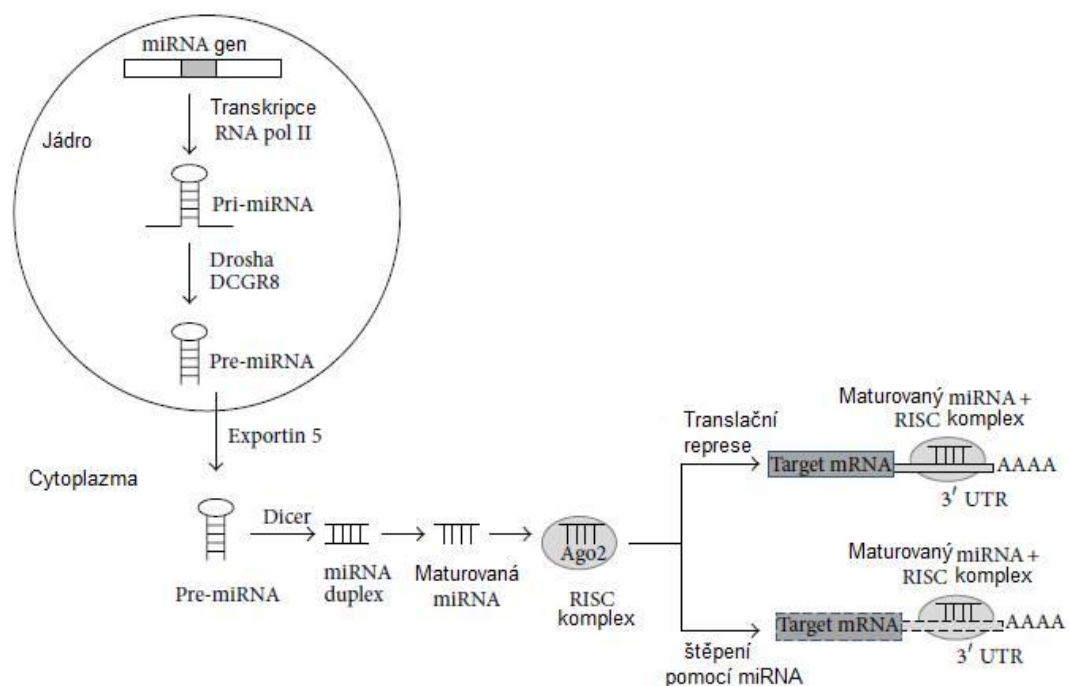 miRNA gen
Transkripce
RNA pol II
Jádro
Pri-miRNA
Drosha
DCGR8
Pre-miRNA
Exportin 5
Cytoplazma
Pre-miRNA
Dicer
miRNA
duplex
Maturovaná
miRNA
Ago2
RISC
komplex
Translační
represe
Maturovaný miRNA +
RISC komplex
Target mRNA
AAAA
3′ UTR
štěpení
pomocí miRNA
Maturovaný miRNA +
RISC komplex
Target mRNA
AAAA
3′ UTR